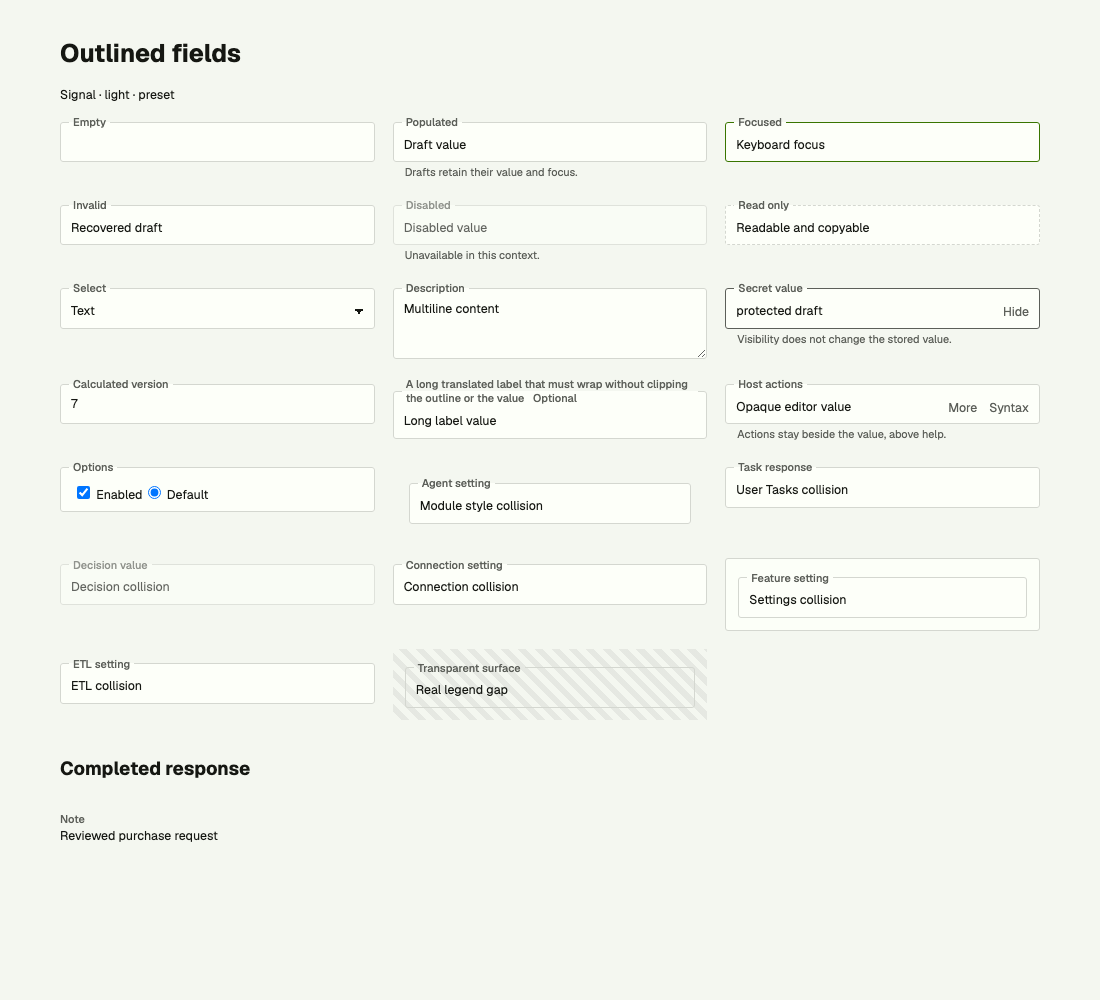 Outlined fields
Signal · light · preset
Empty
Populated
Draft value
Drafts retain their value and focus.
Focused
Keyboard focus
Invalid
Recovered draft
Disabled
Disabled value
Unavailable in this context.
Read only
Readable and copyable
Select
Text
Description
Multiline content
Secret value
protected draft
Hide
Visibility does not change the stored value.
Calculated version
7
A long translated label that must wrap without clipping
the outline or the value Optional
Long label value
Host actions
Opaque editor value
More Syntax
Actions stay beside the value, above help.
Options
Enabled Default
Agent setting
Module style collision
Task response
User Tasks collision
Decision value
Decision collision
Connection setting
Connection collision
Feature setting
Settings collision
ETL setting
ETL collision
Transparent surface
Real legend gap
Completed response
Note
Reviewed purchase request